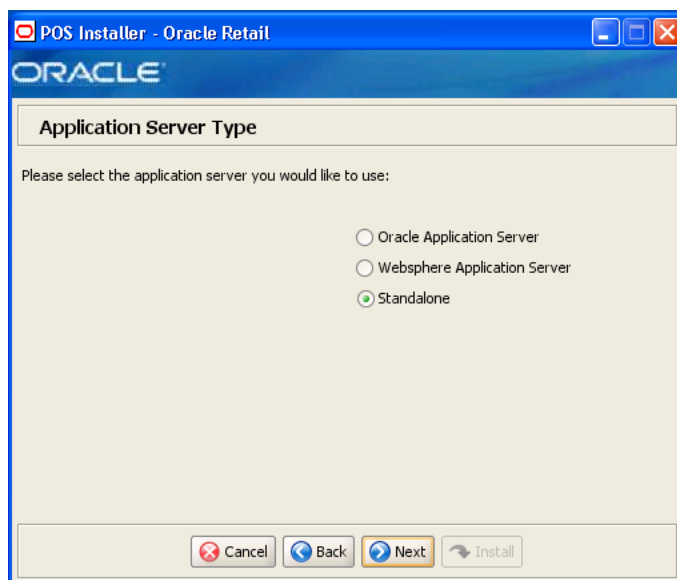 POS Installer - Oracle Retail
ORACLE
Application Server Type
Please select the application server you would like to use:
Oracle Application Server
Websphere Application Server
Standalone
Cancel Back Next Install